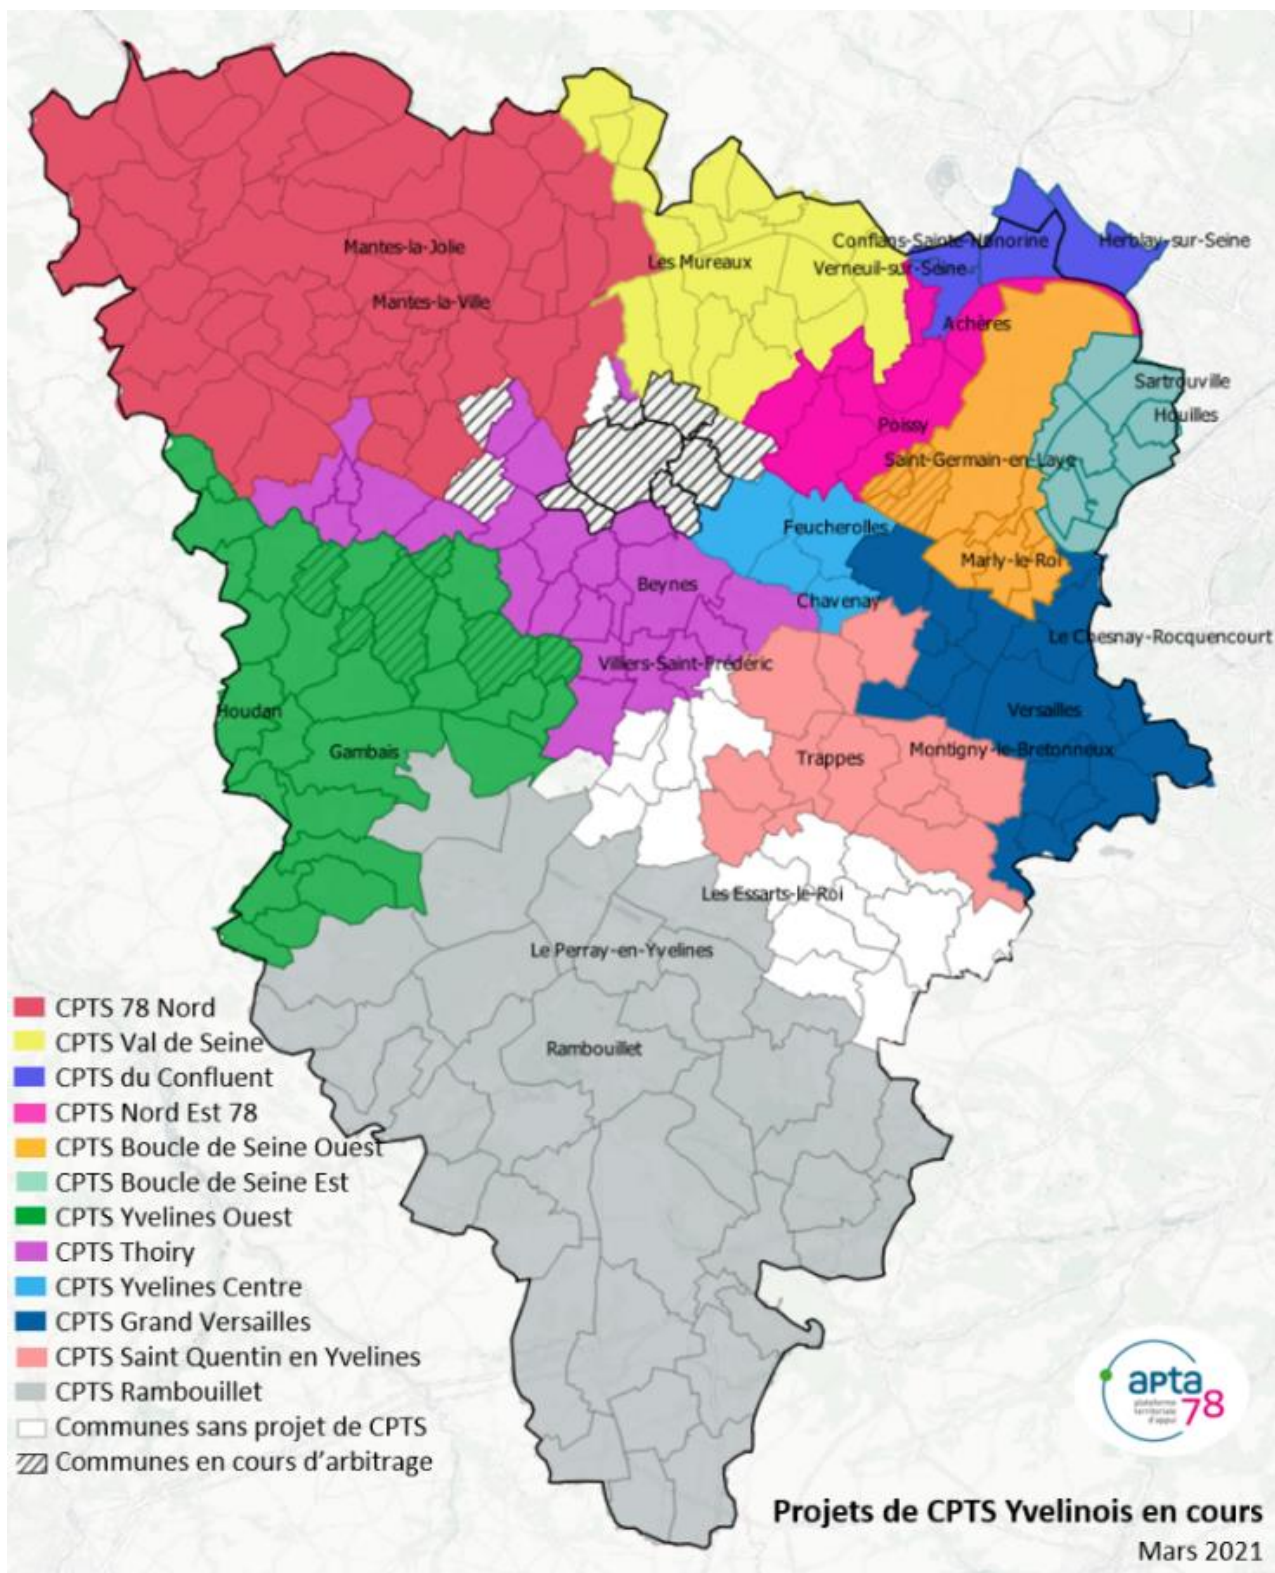 Conflans-Sainte-Honorine
Herblay-sur-Seine
Mantes-la-Jolie
Les Mureaux
Verneuil-sur-Seine
Mantes-la-Ville
Achères
Sartrouville
Houilles
Poissy
Saint-Germain-en-Laye
Feucherolles
Marly-le-Roi
Beynes
Chavenay
Le Chesnay-Rocquencourt
Villiers-Saint-Frédéric
Houdan
Versailles
Gambais
Trappes
Montigny-le-Bretonneux
Les Essarts-le-Roi
Le Perray-en-Yvelines
Rambouillet
CPTS 78 Nord
CPTS Val de Seine
CPTS du Confluent
CPTS Nord Est 78
CPTS Boucle de Seine Ouest
CPTS Boucle de Seine Est
CPTS Yvelines Ouest
CPTS Thoiry
CPTS Yvelines Centre
CPTS Grand Versailles
CPTS Saint Quentin en Yvelines
CPTS Rambouillet
Communes sans projet de CPTS
Communes en cours d'arbitrage
apta
plateforme
territoriale
d'appui
78
Projets de CPTS Yvelinois en cours
Mars 2021